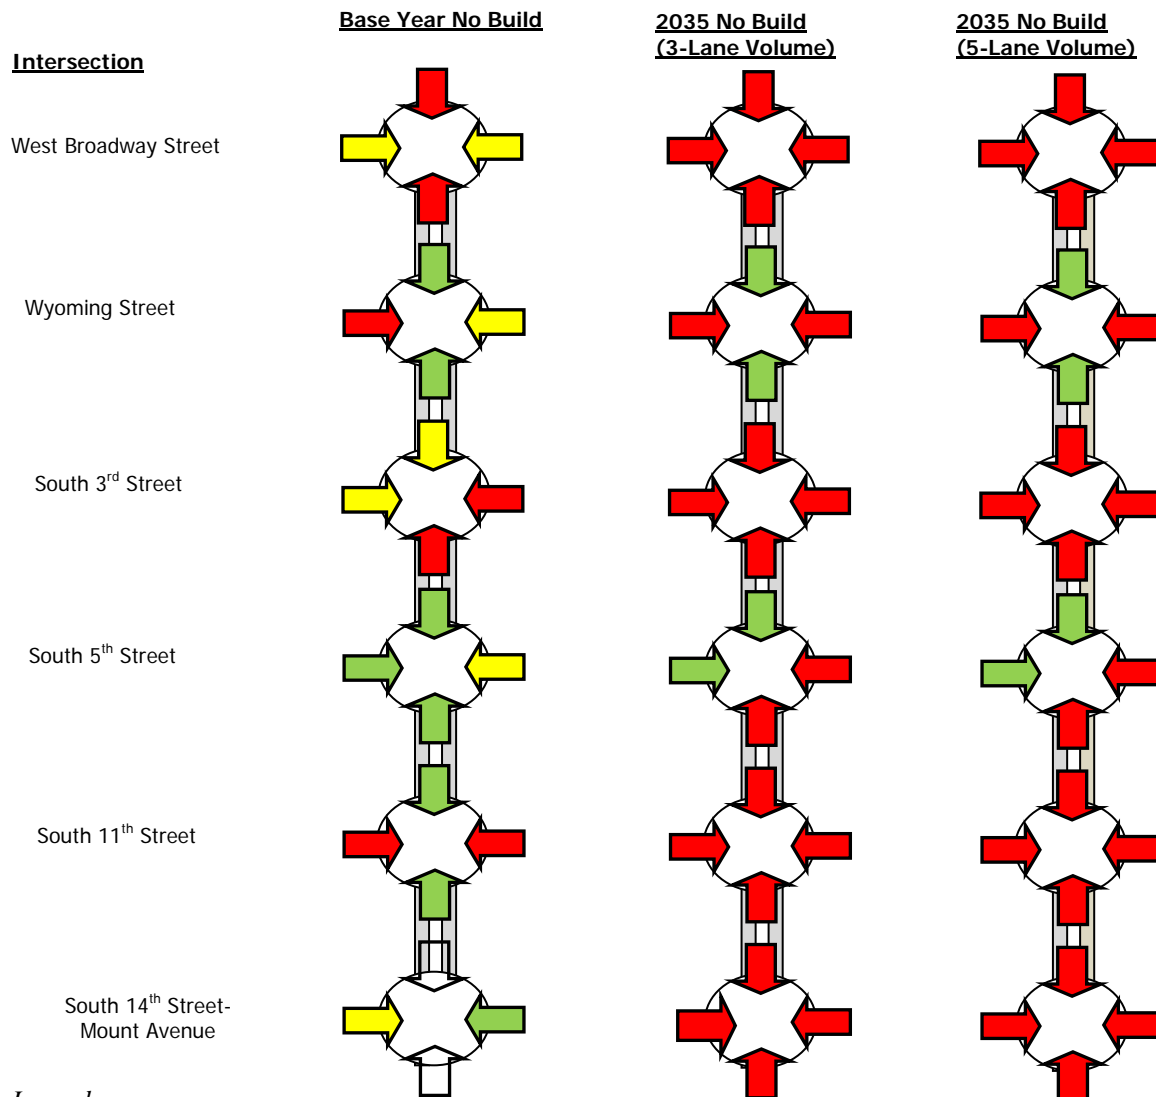 Base Year No Build
2035 No Build
(3-Lane Volume)
2035 No Build
(5-Lane Volume)
Intersection
West Broadway Street
Wyoming Street
South 3rd Street
South 5th Street
South 11th Street
South 14th Street-
Mount Avenue